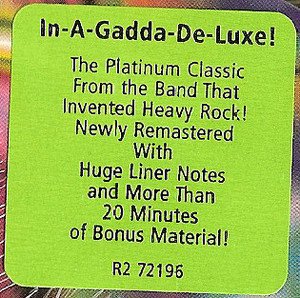 In-A-Gadda-De-Luxe!
The Platinum Classic
From the Band That
Invented Heavy Rock!
Newly Remastered
With
Huge Liner Notes
and More Than
20 Minutes
of Bonus Material!
R2 72196